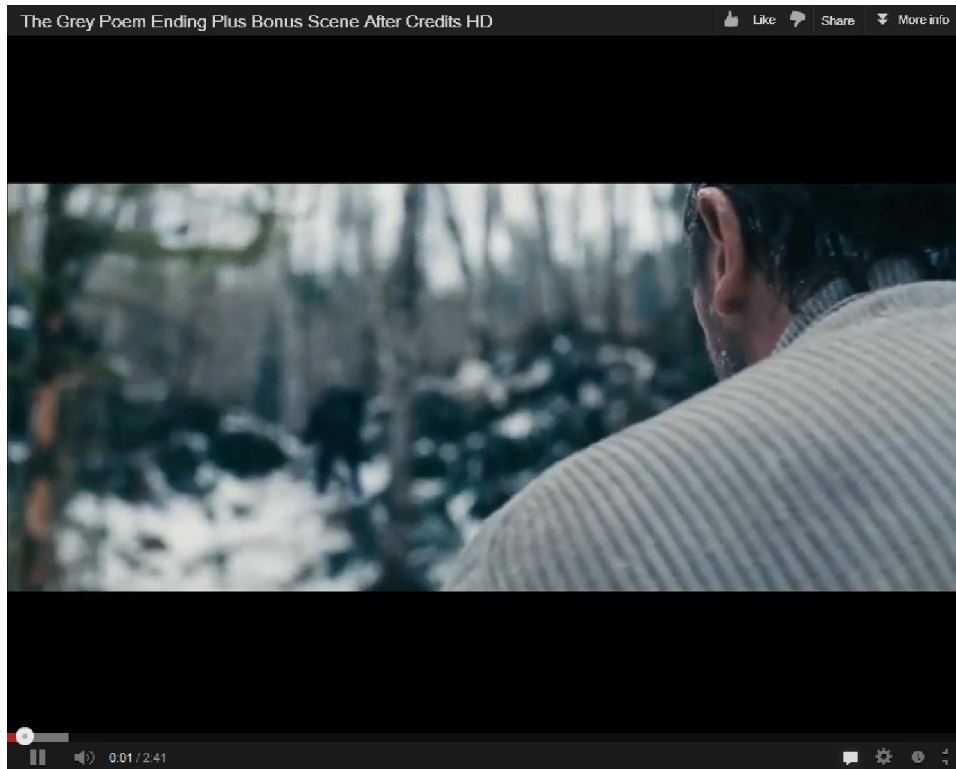 The Grey Poem Ending Plus Bonus Scene After Credits HD
Like Share More info
0:01 / 2:41